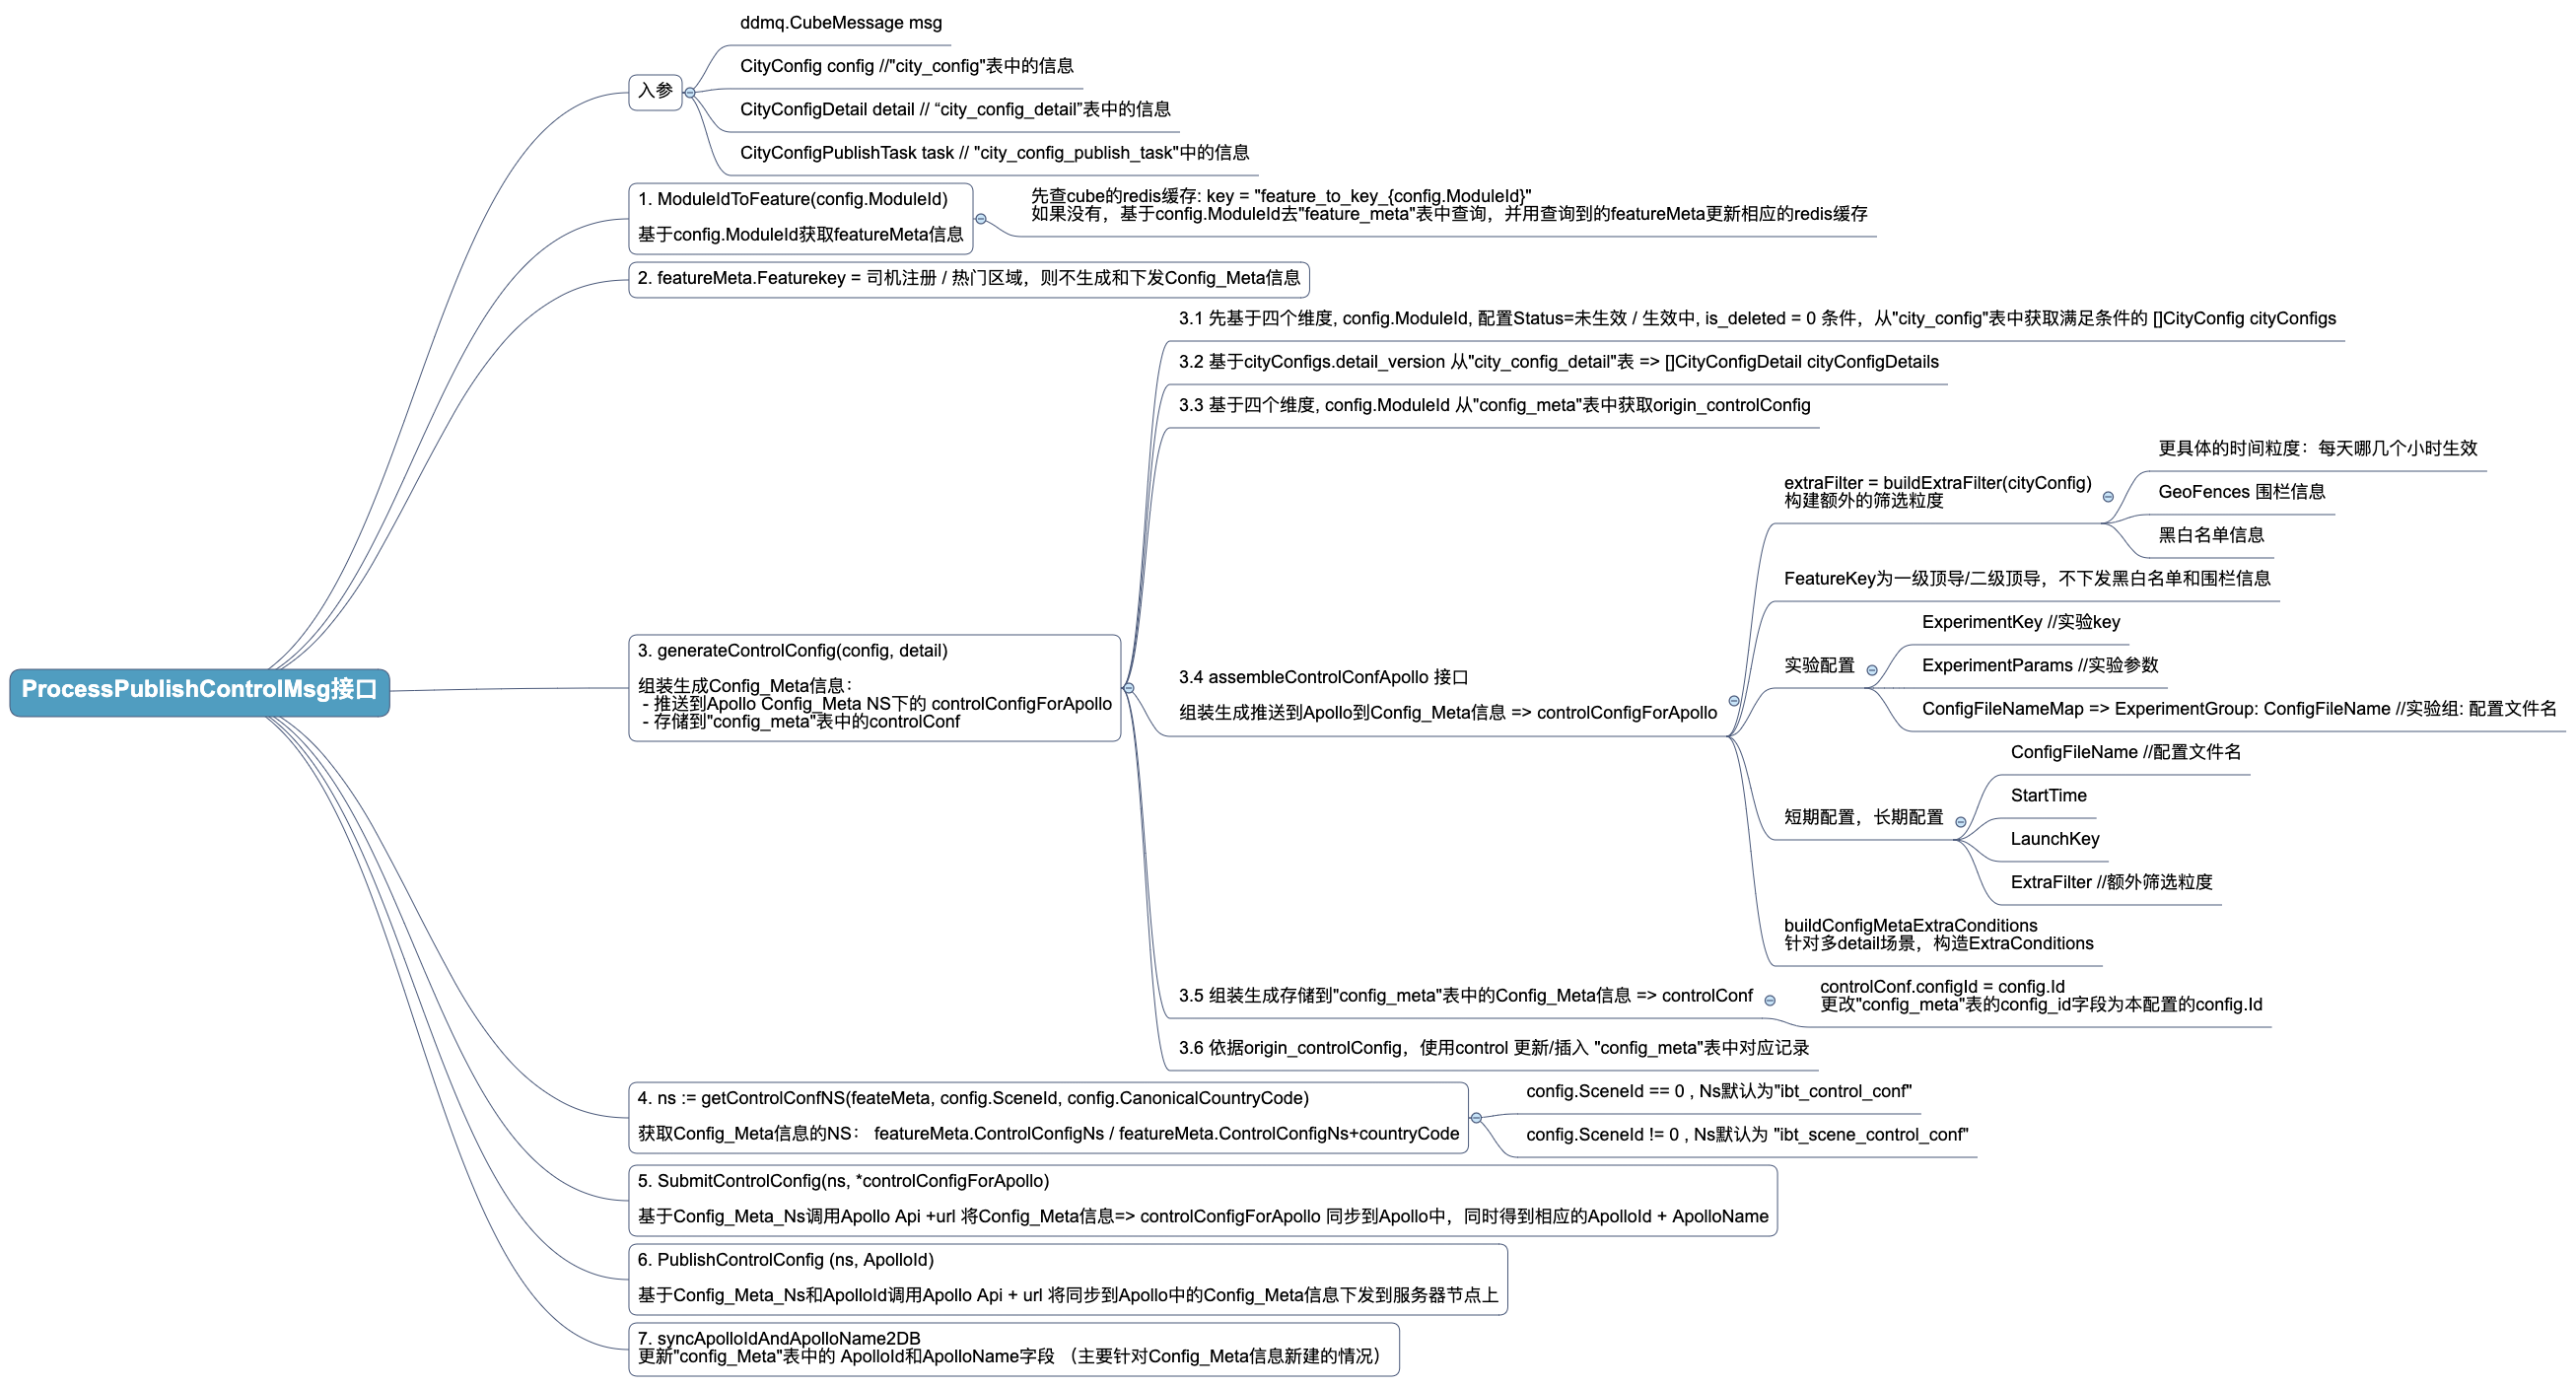 ProcessPublishControlMsg接口
入参
ddmq.CubeMessage msg
CityConfig config //"city_config"表中的信息
CityConfigDetail detail // “city_config_detail”表中的信息
CityConfigPublishTask task // "city_config_publish_task"中的信息
1. ModuleIdToFeature(config.ModuleId)
基于config.ModuleId获取featureMeta信息
先查cube的redis缓存: key = "feature_to_key_{config.ModuleId}"
如果没有，基于config.ModuleId去"feature_meta"表中查询，并用查询到的featureMeta更新相应的redis缓存
2. featureMeta.Featurekey = 司机注册 / 热门区域，则不生成和下发Config_Meta信息
3. generateControlConfig(config, detail)
组装生成Config_Meta信息：
- 推送到Apollo Config_Meta NS下的 controlConfigForApollo
- 存储到"config_meta"表中的controlConf
3.1 先基于四个维度, config.ModuleId, 配置Status=未生效 / 生效中, is_deleted = 0 条件，从"city_config"表中获取满足条件的 []CityConfig cityConfigs
3.2 基于cityConfigs.detail_version 从"city_config_detail"表 => []CityConfigDetail cityConfigDetails
3.3 基于四个维度, config.ModuleId 从"config_meta"表中获取origin_controlConfig
3.4 assembleControlConfApollo 接口
组装生成推送到Apollo到Config_Meta信息 => controlConfigForApollo
extraFilter = buildExtraFilter(cityConfig)
构建额外的筛选粒度
更具体的时间粒度：每天哪几个小时生效
GeoFences 围栏信息
黑白名单信息
FeatureKey为一级顶导/二级顶导，不下发黑白名单和围栏信息
实验配置
ExperimentKey //实验key
ExperimentParams //实验参数
ConfigFileNameMap => ExperimentGroup: ConfigFileName //实验组: 配置文件名
短期配置，长期配置
ConfigFileName //配置文件名
StartTime
LaunchKey
ExtraFilter //额外筛选粒度
buildConfigMetaExtraConditions
针对多detail场景，构造ExtraConditions
3.5 组装生成存储到"config_meta"表中的Config_Meta信息 => controlConf
controlConf.configId = config.Id
更改"config_meta"表的config_id字段为本配置的config.Id
3.6 依据origin_controlConfig，使用control 更新/插入 "config_meta"表中对应记录
4. ns := getControlConfNS(feateMeta, config.SceneId, config.CanonicalCountryCode)
获取Config_Meta信息的NS： featureMeta.ControlConfigNs / featureMeta.ControlConfigNs+countryCode
config.SceneId == 0 , Ns默认为"ibt_control_conf"
config.SceneId != 0 , Ns默认为 "ibt_scene_control_conf"
5. SubmitControlConfig(ns, *controlConfigForApollo)
基于Config_Meta_Ns调用Apollo Api +url 将Config_Meta信息=> controlConfigForApollo 同步到Apollo中，同时得到相应的ApolloId + ApolloName
6. PublishControlConfig (ns, ApolloId)
基于Config_Meta_Ns和ApolloId调用Apollo Api + url 将同步到Apollo中的Config_Meta信息下发到服务器节点上
7. syncApolloIdAndApolloName2DB
更新"config_Meta"表中的 ApolloId和ApolloName字段 （主要针对Config_Meta信息新建的情况）